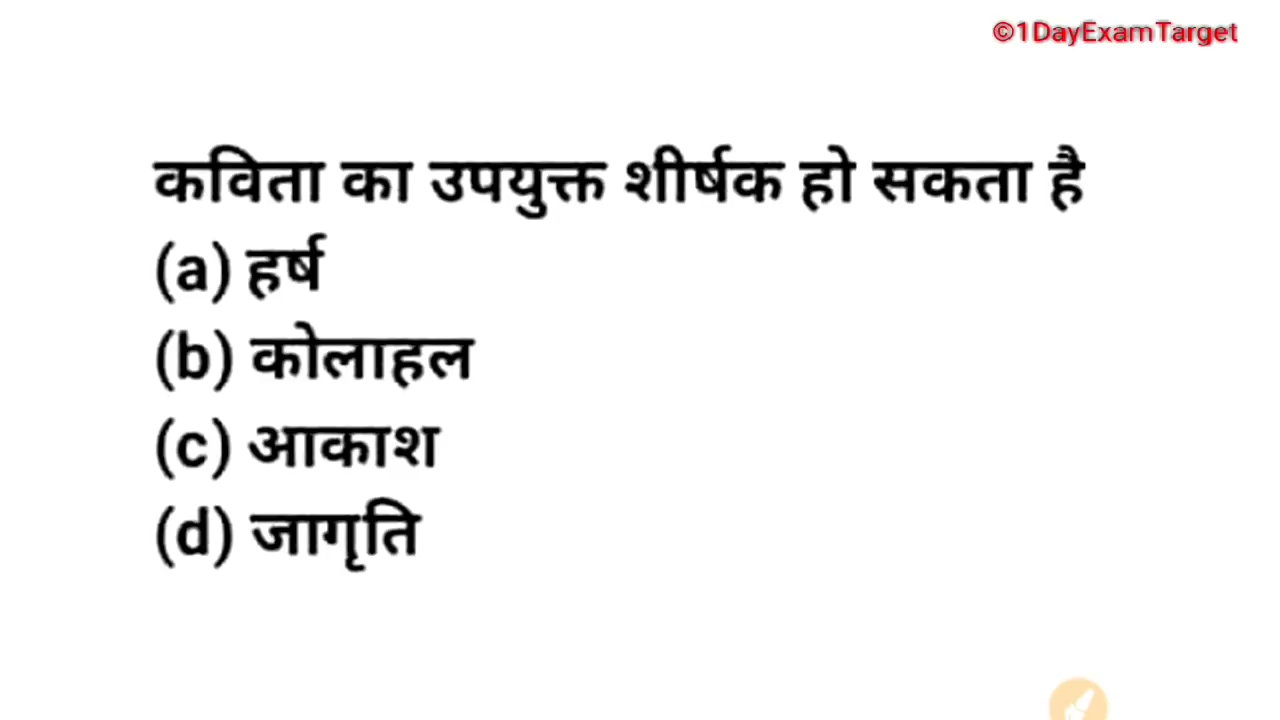 ©1DayExamTarget
कविता का उपयुक्त शीर्षक हो सकता है
(a) हर्ष
(b) कोलाहल
(c) आकाश
(d) जागृति